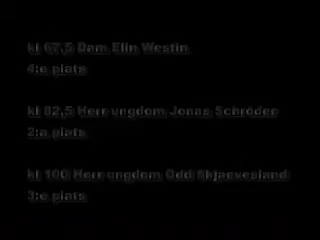 kl 67,5 Dam Elin Westin
4:e plats
kl 82,5 Herr ungdom Jonas Schröder
2:a plats
kl 100 Herr ungdom Odd Skjaevesland
3:e plats